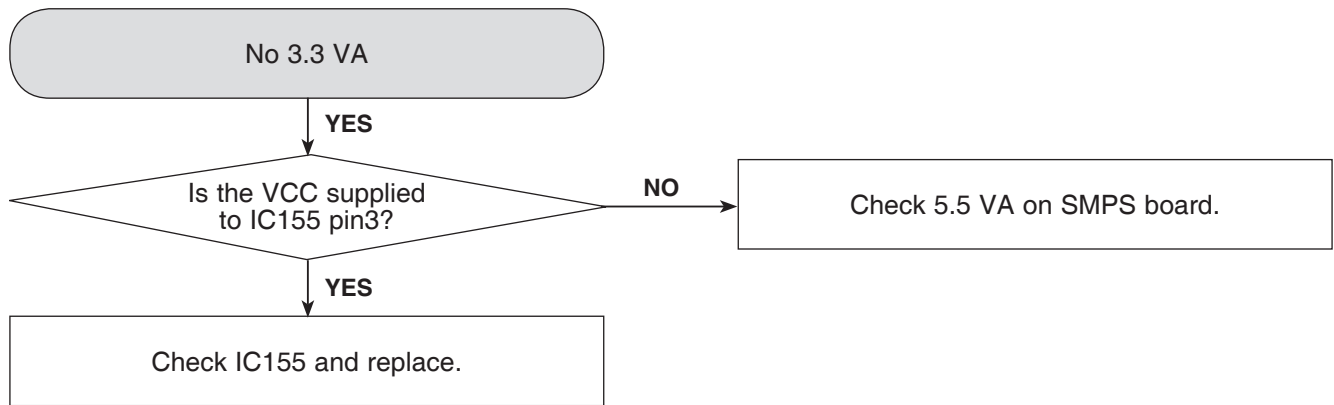 No 3.3 VA
YES
Is the VCC supplied
to IC155 pin3?
NO
Check 5.5 VA on SMPS board.
YES
Check IC155 and replace.